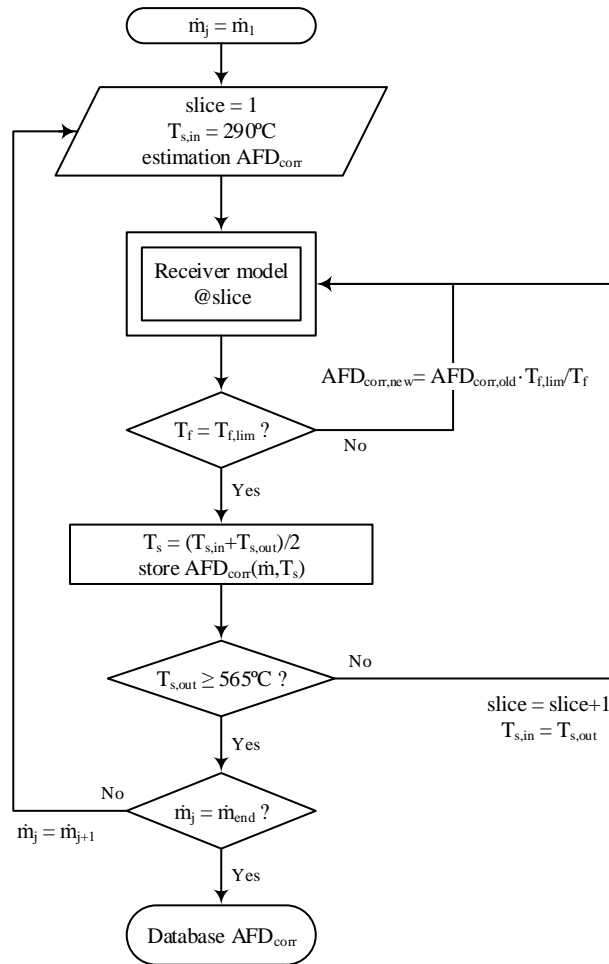 ṁj = ṁ1
slice = 1
Ts,in = 290ºC
estimation AFDcorr
Receiver model
@slice
AFDcorr,new= AFDcorr,old·Tf,lim/Tf
Tf = Tf,lim ?
No
Yes
Ts = (Ts,in+Ts,out)/2
store AFDcorr(ṁ,Ts)
No
Ts,out ≥ 565ºC ?
slice = slice+1
Ts,in = Ts,out
Yes
No
ṁj = ṁend ?
ṁj = ṁj+1
Yes
Database AFDcorr